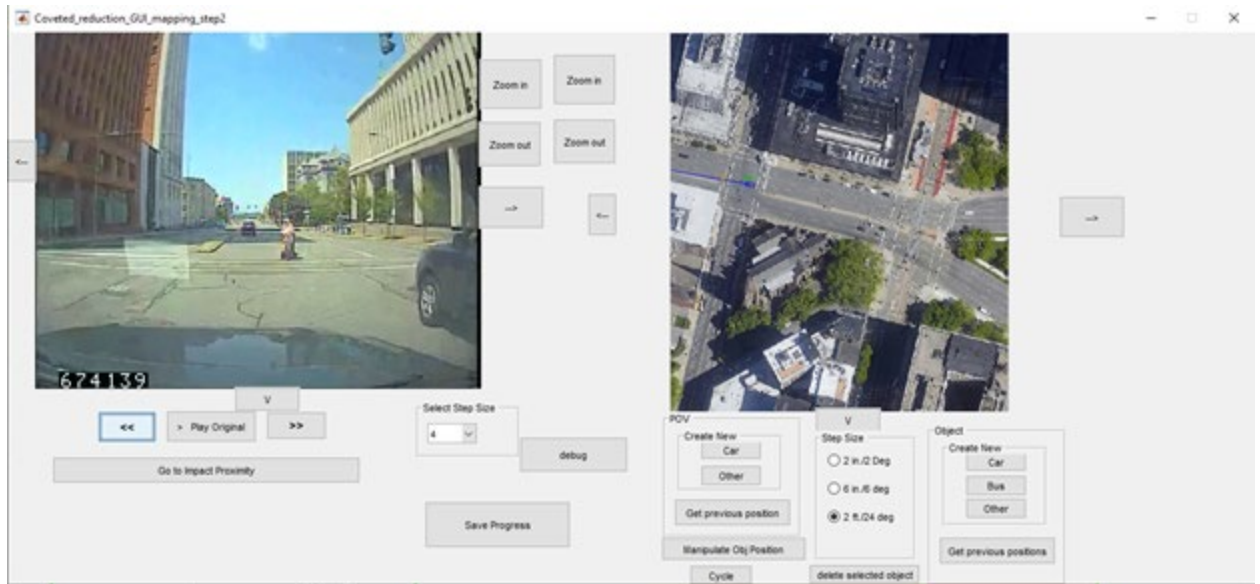 Coveted_reduction_GUI_mapping_step2
Zoom in
Zoom in
Zoom out
Zoom out
<--
-->
<--
-->
674139
V
<<
> Play Original
>>
Go to Impact Proximity
Select Step Size
4
debug
Save Progress
V
POV
Create New
Car
Other
Get previous position
Manipulate Obj Position
Cycle
Step Size
2 in./2 Deg
6 in./6 deg
2 ft./24 deg
delete selected object
Object
Create New
Car
Bus
Other
Get previous positions